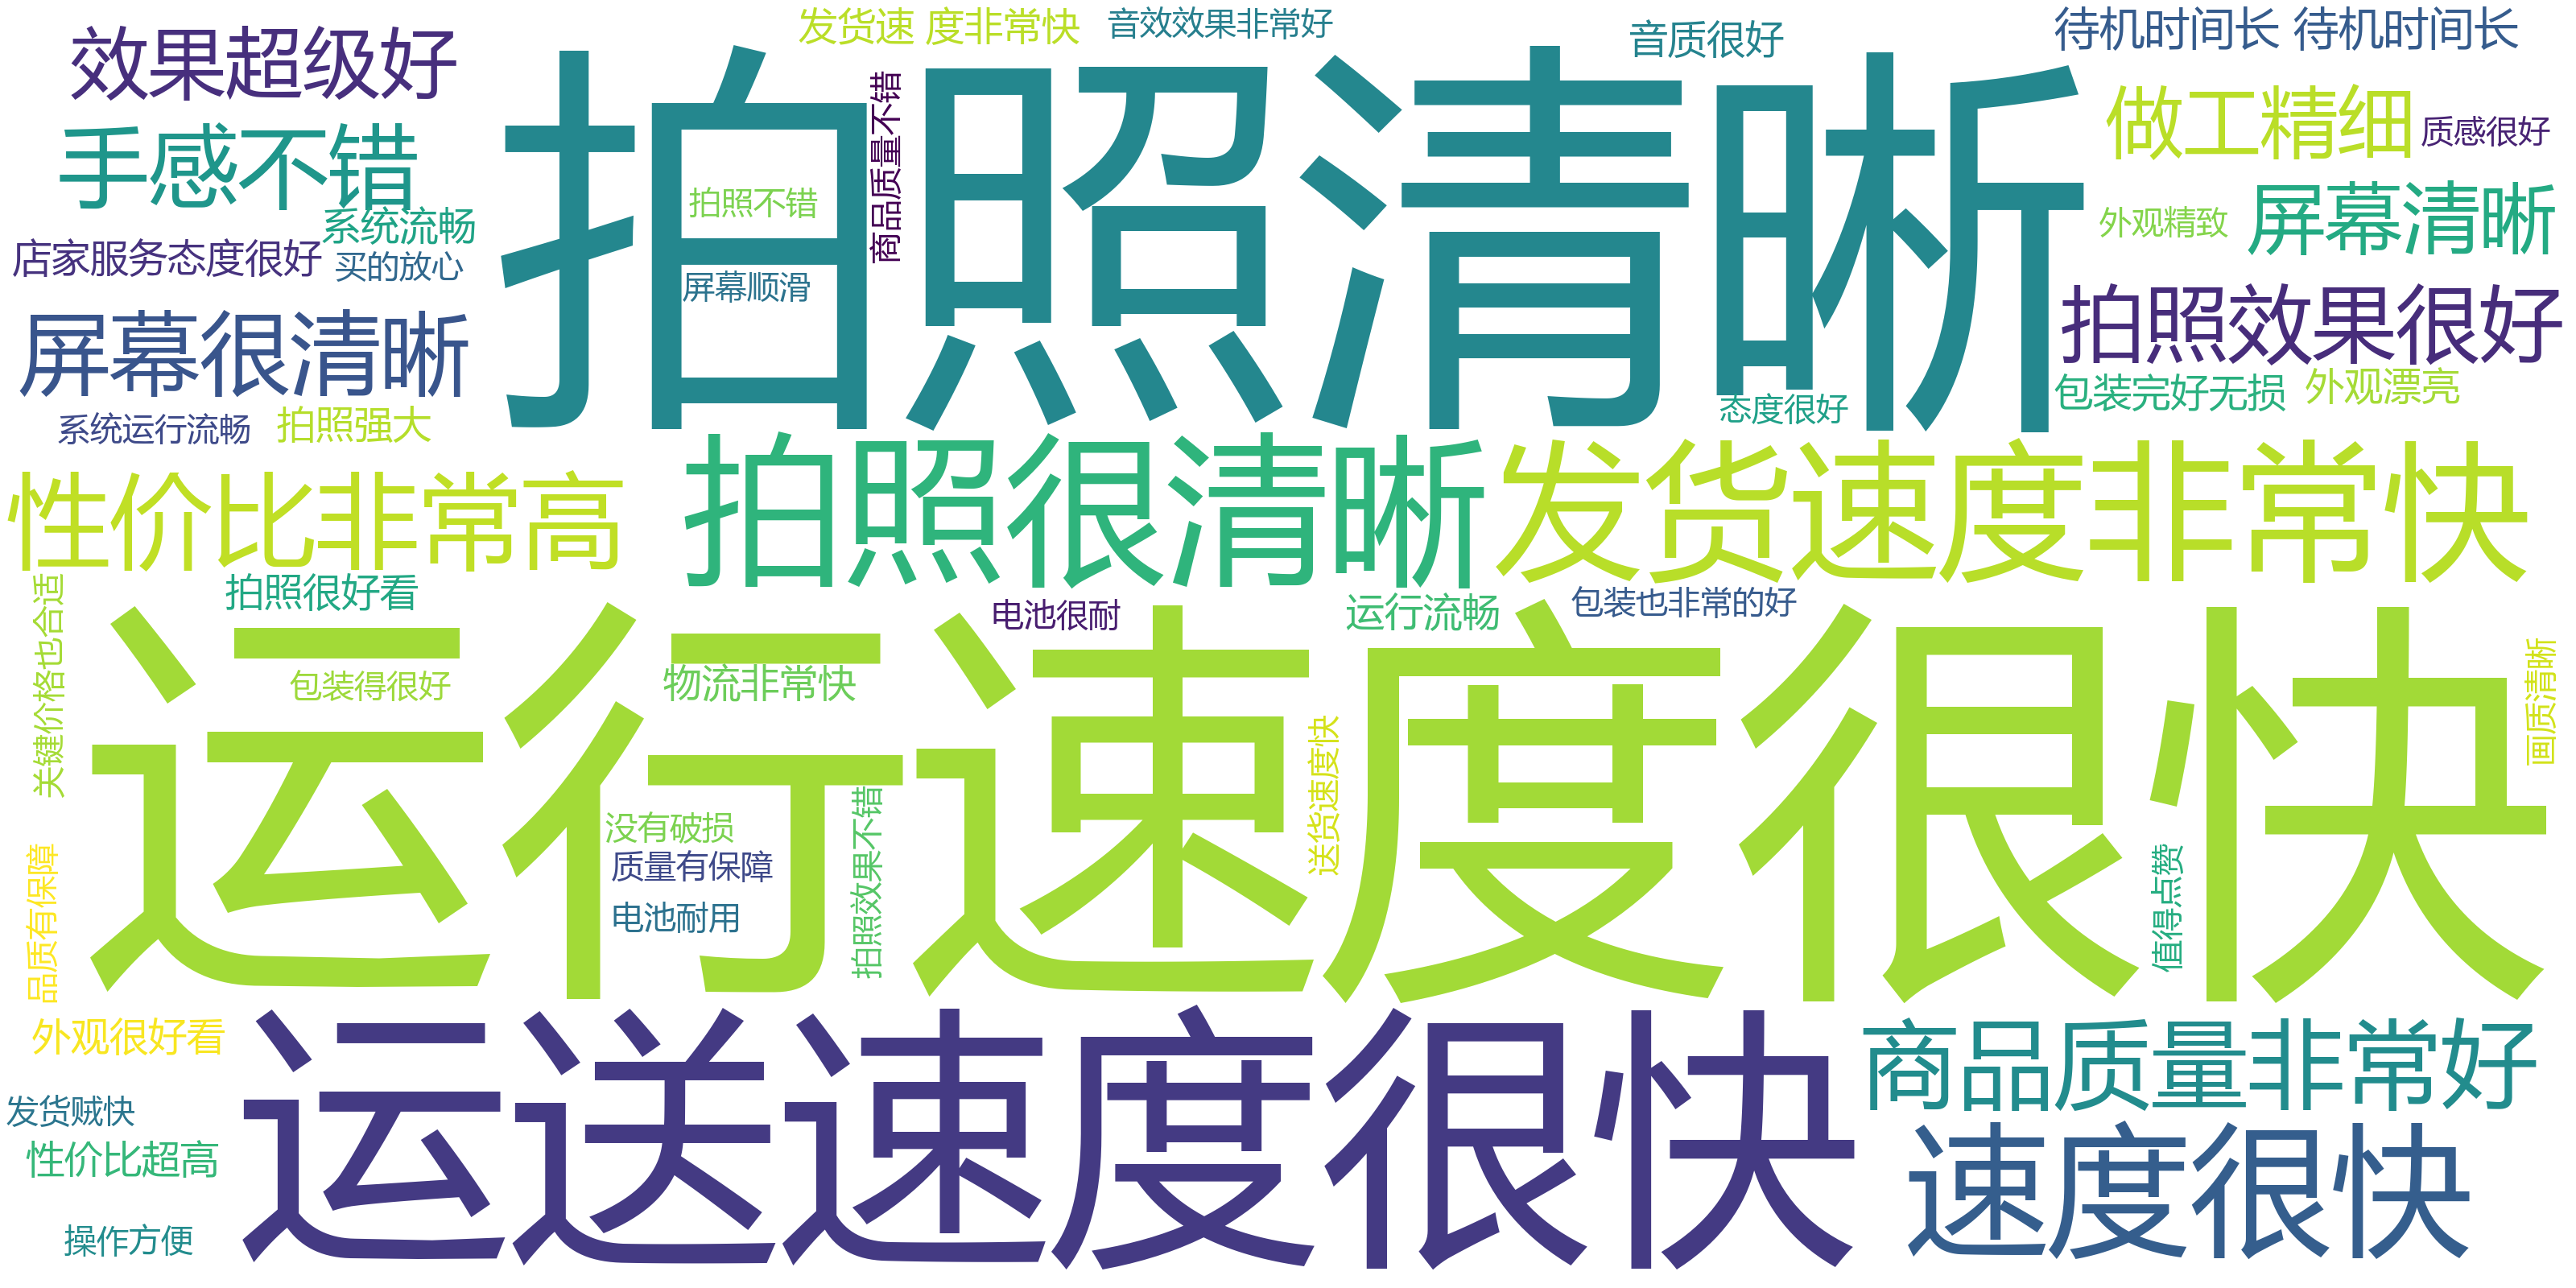 发货速 度非常快
音效效果非常好
音质很好
待机时间长 待机时间长
效果超级好
拍照清晰
商品质量不错
做工精细
质感很好
手感不错
拍照不错
系统流畅
外观精致
屏幕清晰
店家服务态度很好
买的放心
屏幕顺滑
屏幕很清晰
拍照效果很好
包装完好无损
外观漂亮
系统运行流畅
拍照强大
态度很好
性价比非常高
拍照很清晰
发货速度非常快
关键价格也合适
拍照很好看
电池很耐
运行流畅
包装也非常的好
运行速度很快
包装得很好
物流非常快
画质清晰
送货速度快
没有破损
质量有保障
电池耐用
拍照效果不错
值得点赞
品质有保障
外观很好看
运送速度很快
商品质量非常好
发货贼快
性价比超高
速度很快
操作方便